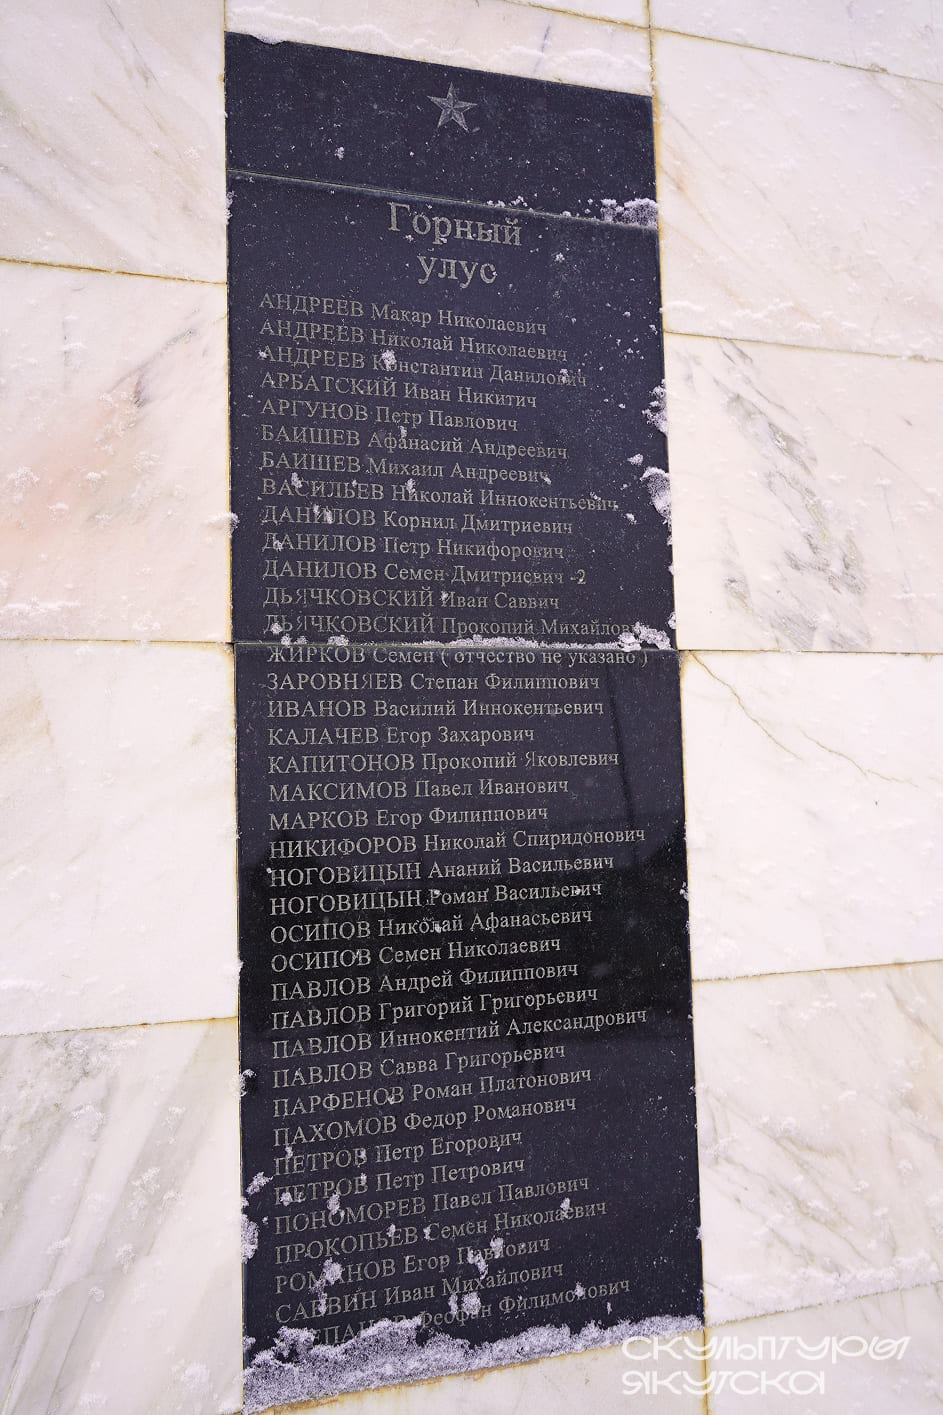 Горный
улус
АНДРЕЕВ Макар Николаевич
АНДРЕЕВ Николай Николаевич
АНДРЕЕВ Константин Данилович
АРБАТСКИЙ Иван Никитич
АРГУНОВ Петр Павлович
БАИШЕВ Афанасий Андреевич
БАИШЕВ Михаил Андреевич
ВАСИЛЬЕВ Николай Иннокентьевич
ДАНИЛОВ Корнил Дмитриевич
ДАНИЛОВ Петр Никифорович
ДАНИЛОВ Семен Дмитриевич -2
ДЬЯЧКОВСКИЙ Иван Саввич
ДЬЯЧКОВСКИЙ Прокопий Михайлович
ЖИРКОВ Семен ( отчество не указано )
ЗАРОВНЯЕВ Степан Филиппович
ИВАНОВ Василий Иннокентьевич
КАЛАЧЕВ Егор Захарович
КАПИТОНОВ Прокопий Яковлевич
МАКСИМОВ Павел Иванович
МАРКОВ Егор Филиппович
НИКИФОРОВ Николай Спиридонович
НОГОВИЦЫН Ананий Васильевич
НОГОВИЦЫН Роман Васильевич
ОСИПОВ Николай Афанасьевич
ОСИПОВ Семен Николаевич
ПАВЛОВ Андрей Филиппович
ПАВЛОВ Григорий Григорьевич
ПАВЛОВ Иннокентий Александрович
ПАВЛОВ Савва Григорьевич
ПАРФЕНОВ Роман Платонович
ПАХОМОВ Федор Романович
ПЕТРОВ Петр Егорович
ПЕТРОВ Петр Петрович
ПОНОМОРЕВ Павел Павлович
ПРОКОПЬЕВ Семен Николаевич
РОМАНОВ Егор Павлович
САВВИН Иван Михайлович
Феофан Филимонович
СКУЛЬПТУРЫ
ЯКУТСКА